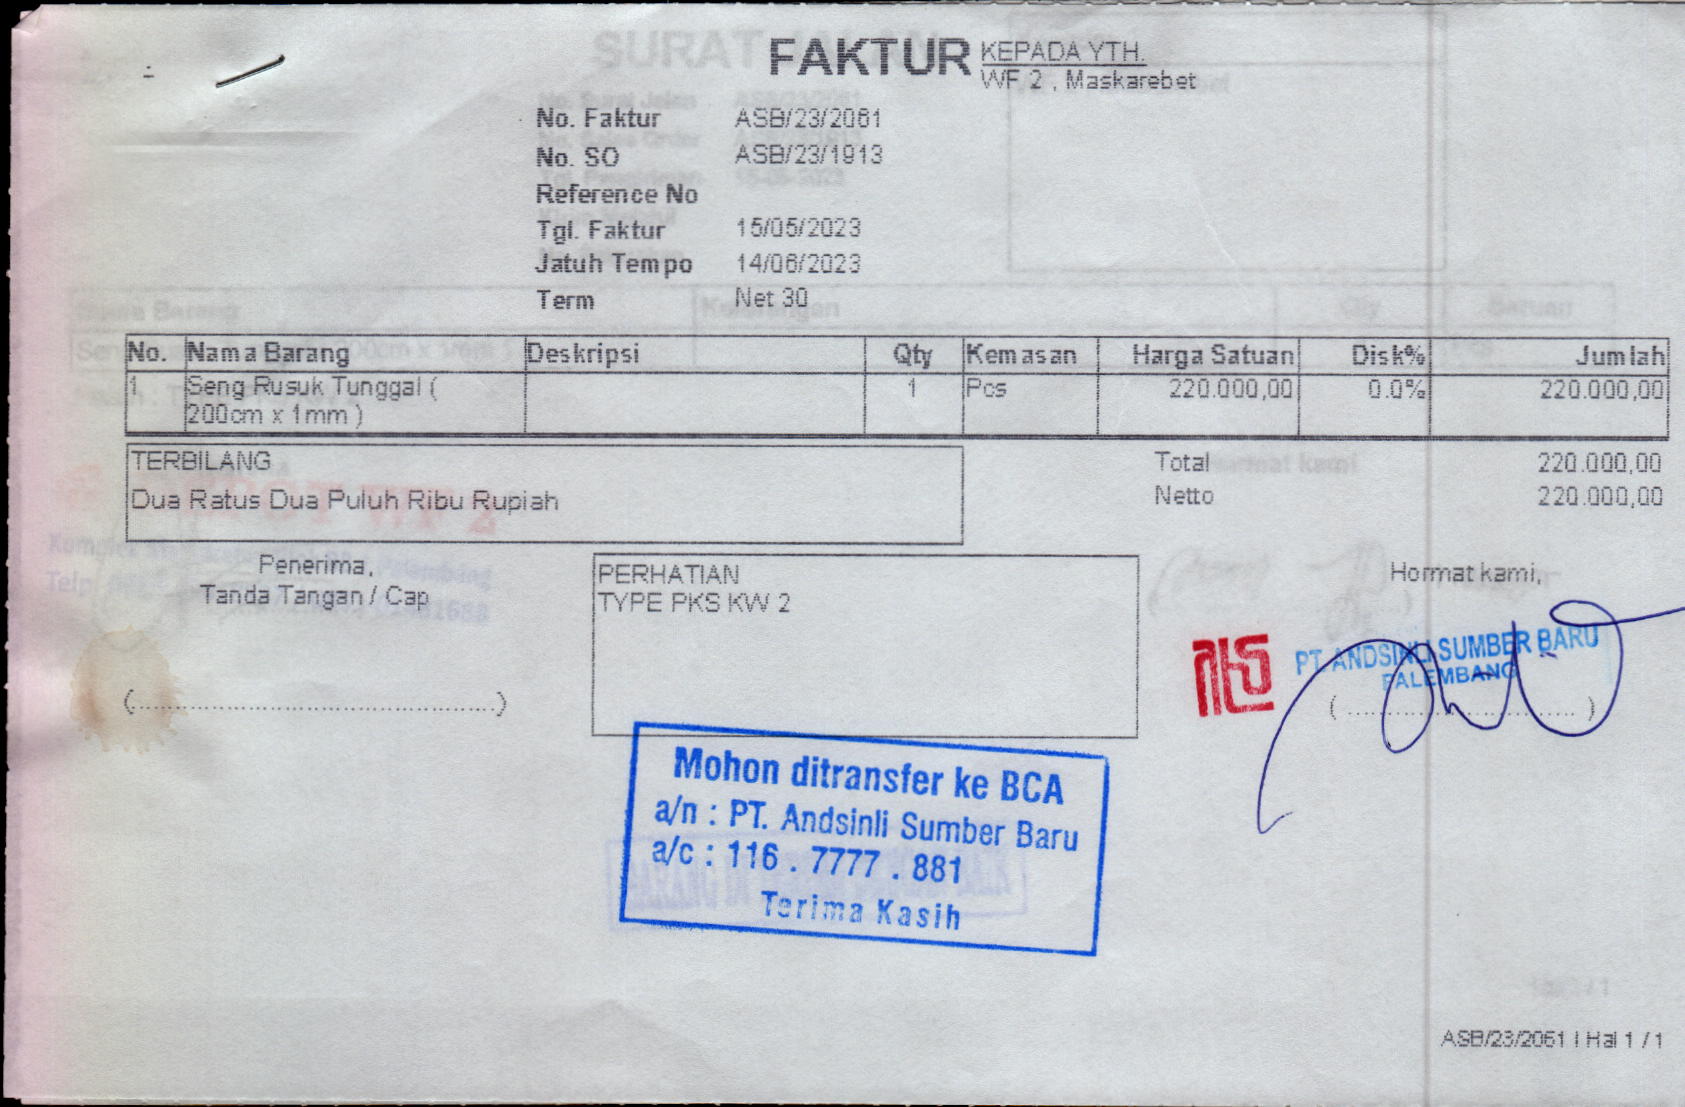 FAKTUR
KEPADA YTH.
WF 2 , Maskarebet
No. Faktur ASB/23/2061
No. SO ASB/23/1913
Reference No
Tgl. Faktur 15/05/2023
Jatuh Tempo 14/06/2023
Term Net 30
No. Nama Barang Deskripsi Qty Kemasan Harga Satuan Disk% Jumlah
1 Seng Rusuk Tunggal ( 1 Pcs 220.000,00 0.0% 220.000,00
200cm x 1mm )
TERBILANG
Dua Ratus Dua Puluh Ribu Rupiah
Total 220.000,00
Netto 220.000,00
Penerima,
Tanda Tangan / Cap
(............................................)
PERHATIAN
TYPE PKS KW 2
Hormat kami,
PT ANDSINLI SUMBER BARU
PALEMBANG
( ............................ )
Mohon ditransfer ke BCA
a/n : PT. Andsinli Sumber Baru
a/c : 116 . 7777 . 881
Terima Kasih
ASB/23/2061 I Hal 1 / 1